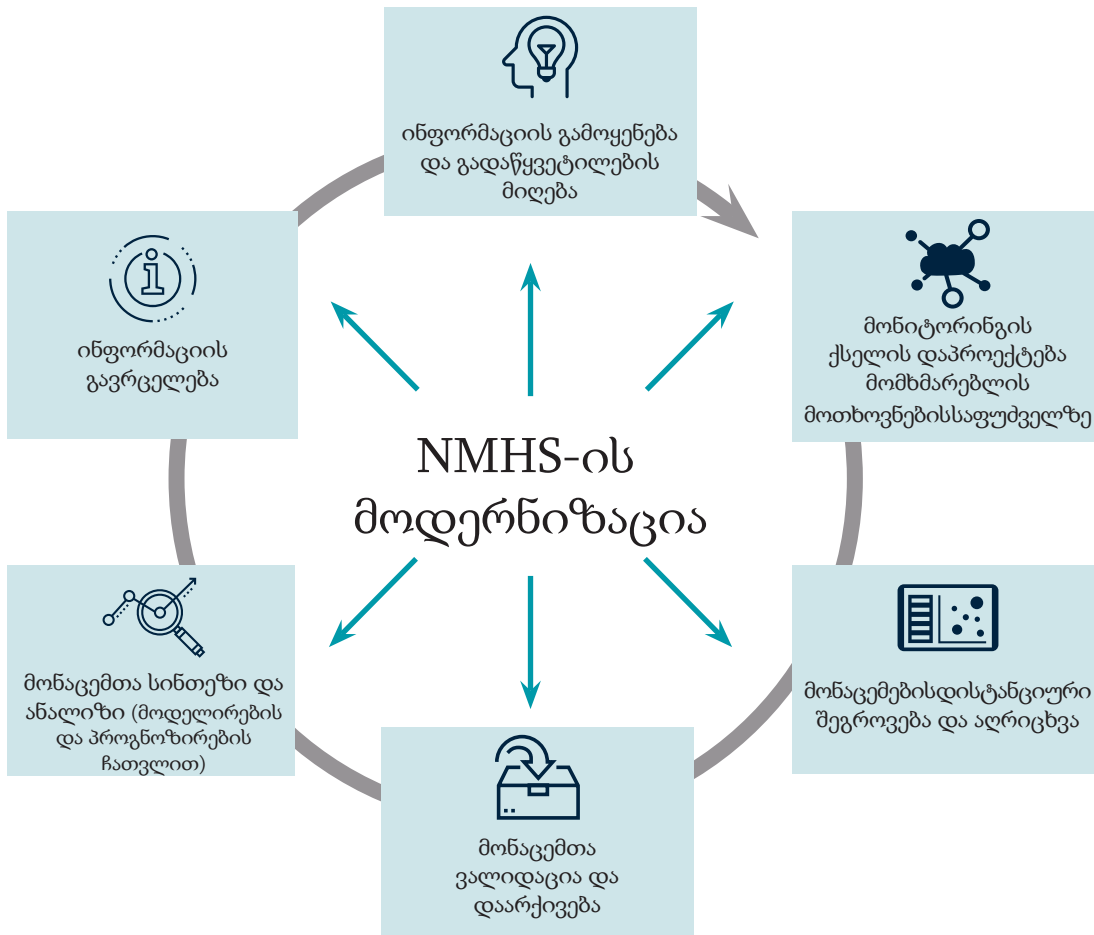 ინფორმაციის გამოყენება
და გადაწყვეტილების
მიღება
მონიტორინგის
ქსელის დაპროექტება
მომხმარებლის
მოთხოვნებისსაფუძველზე
ინფორმაციის
გავრცელება
NMHS-ის
მოდერნიზაცია
მონაცემებისდისტანციური
შეგროვება და აღრიცხვა
მონაცემთა სინთეზი და
ანალიზი (მოდელირების
და პროგნოზირების
ჩათვლით)
მონაცემთა
ვალიდაცია და
დაარქივება